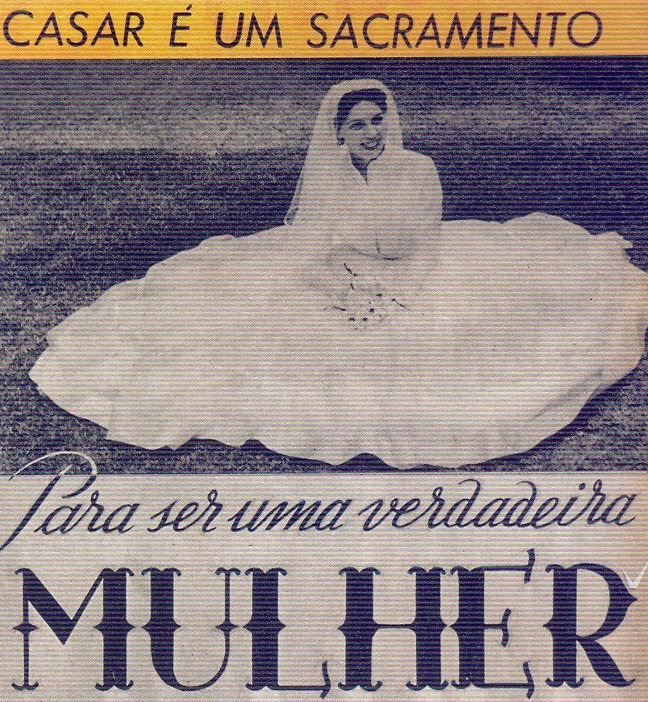 CASAR É UM SACRAMENTO
Para ser uma verdadeira
MULHER